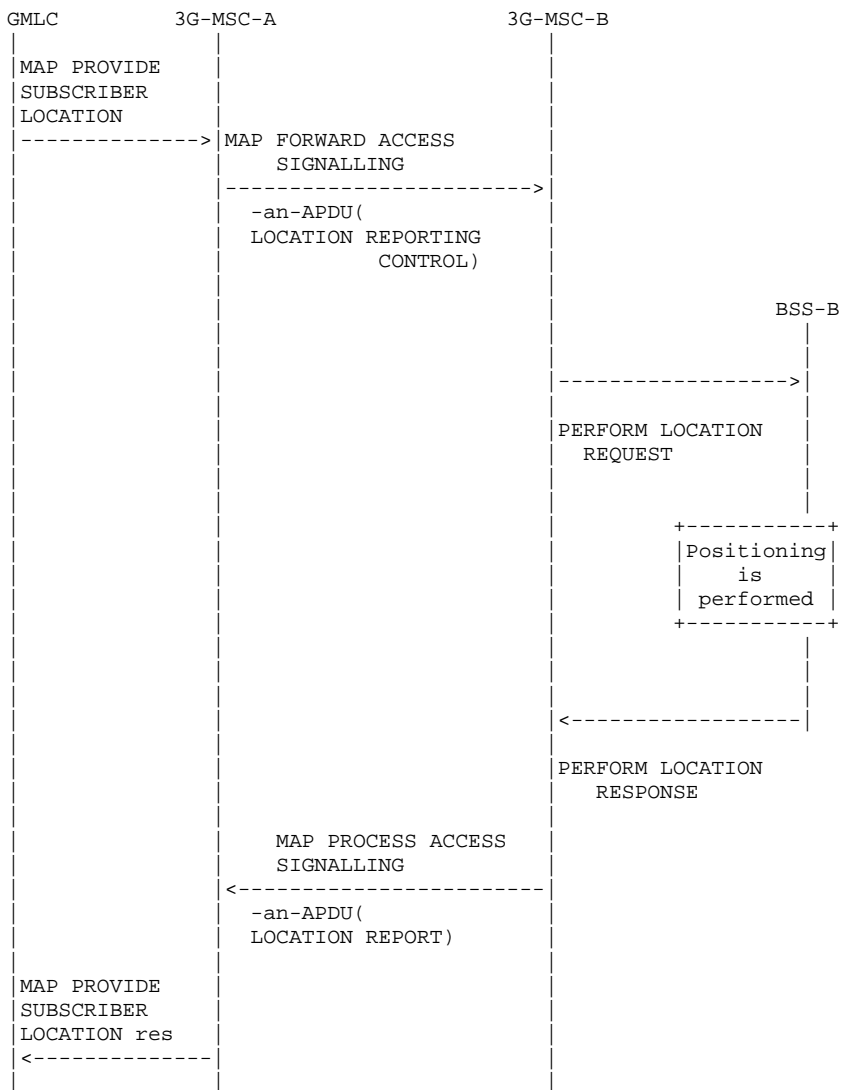 GMLC 3G-MSC-A 3G-MSC-B
MAP PROVIDE
SUBSCRIBER
LOCATION
MAP FORWARD ACCESS
SIGNALLING
-an-APDU(
LOCATION REPORTING
CONTROL)
BSS-B
PERFORM LOCATION
REQUEST
Positioning
is
performed
PERFORM LOCATION
RESPONSE
MAP PROCESS ACCESS
SIGNALLING
-an-APDU(
LOCATION REPORT)
MAP PROVIDE
SUBSCRIBER
LOCATION res